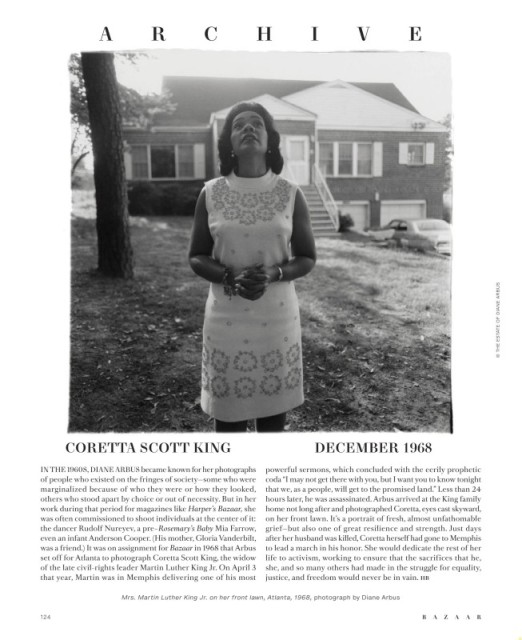 ARCHIVE
© THE ESTATE OF DIANE ARBUS
CORETTA SCOTT KING
DECEMBER 1968
IN THE 1960S, DIANE ARBUS became known for her photographs
of people who existed on the fringes of society—some who were
marginalized because of who they were or how they looked,
others who stood apart by choice or out of necessity. But in her
work during that period for magazines like Harper's Bazaar, she
was often commissioned to shoot individuals at the center of it:
the dancer Rudolf Nureyev, a pre–Rosemary's Baby Mia Farrow,
even an infant Anderson Cooper. (His mother, Gloria Vanderbilt,
was a friend.) It was on assignment for Bazaar in 1968 that Arbus
set off for Atlanta to photograph Coretta Scott King, the widow
of the late civil-rights leader Martin Luther King Jr. On April 3
that year, Martin was in Memphis delivering one of his most
powerful sermons, which concluded with the eerily prophetic
coda "I may not get there with you, but I want you to know tonight
that we, as a people, will get to the promised land." Less than 24
hours later, he was assassinated. Arbus arrived at the King family
home not long after and photographed Coretta, eyes cast skyward,
on her front lawn. It's a portrait of fresh, almost unfathomable
grief—but also one of great resilience and strength. Just days
after her husband was killed, Coretta herself had gone to Memphis
to lead a march in his honor. She would dedicate the rest of her
life to activism, working to ensure that the sacrifices that he,
she, and so many others had made in the struggle for equality,
justice, and freedom would never be in vain. HB
Mrs. Martin Luther King Jr. on her front lawn, Atlanta, 1968, photograph by Diane Arbus
124
BAZAAR